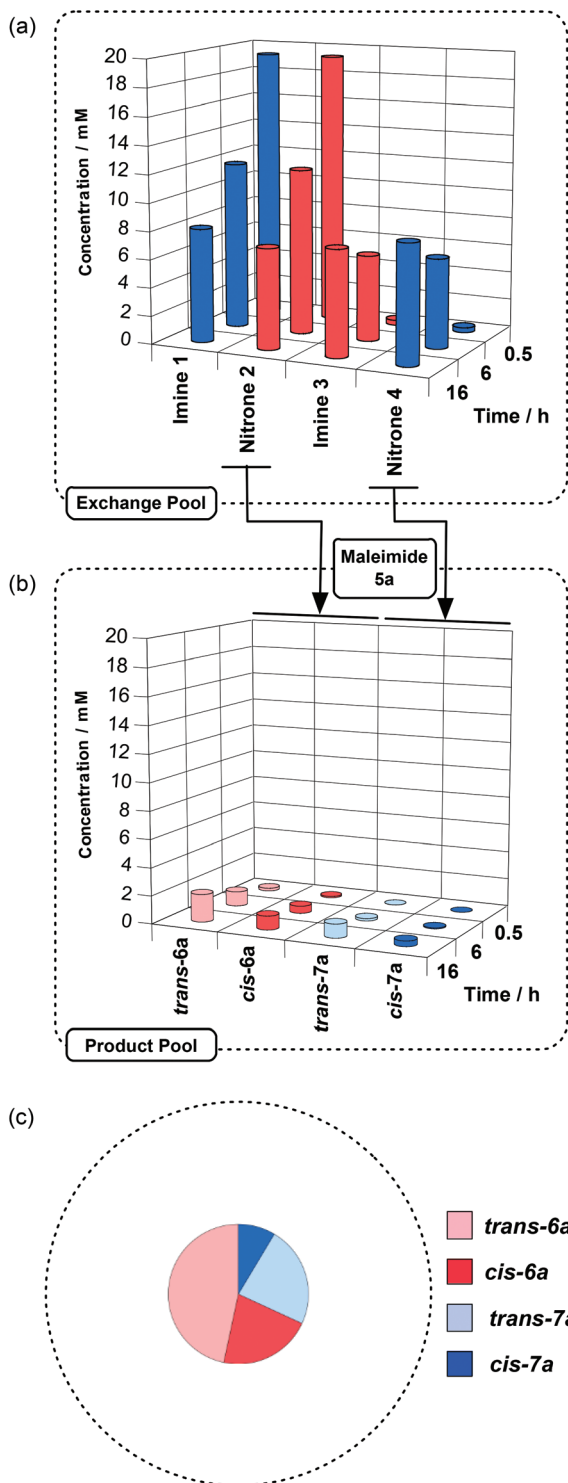 (a)
Concentration / mM
20
18
16
14
12
10
8
6
4
2
0
Imine 1
Nitrone 2
Imine 3
Nitrone 4
16
6
0.5
Time / h
Exchange Pool
Maleimide
5a
(b)
Concentration / mM
20
18
16
14
12
10
8
6
4
2
0
trans-6a
cis-6a
trans-7a
cis-7a
16
6
0.5
Time / h
Product Pool
(c)
trans-6a
cis-6a
trans-7a
cis-7a